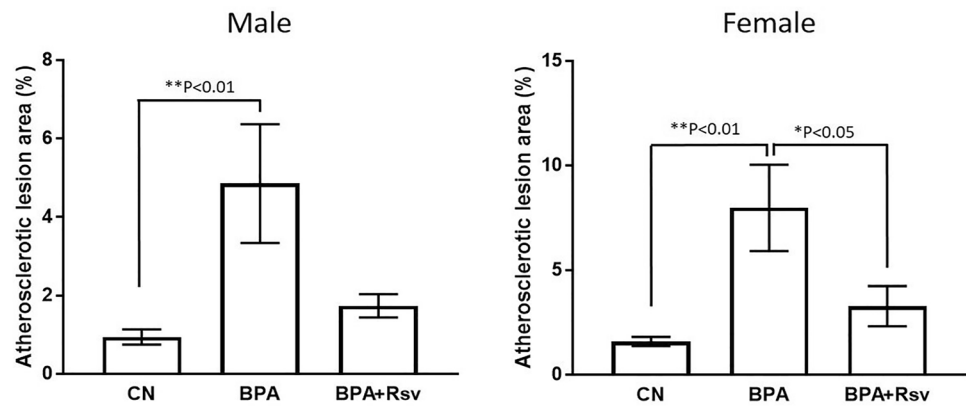 Male
Atherosclerotic lesion area (%)
8
6
4
2
0
**P<0.01
CN
BPA
BPA+Rsv
Female
Atherosclerotic lesion area (%)
15
10
5
0
**P<0.01
*P<0.05
CN
BPA
BPA+Rsv